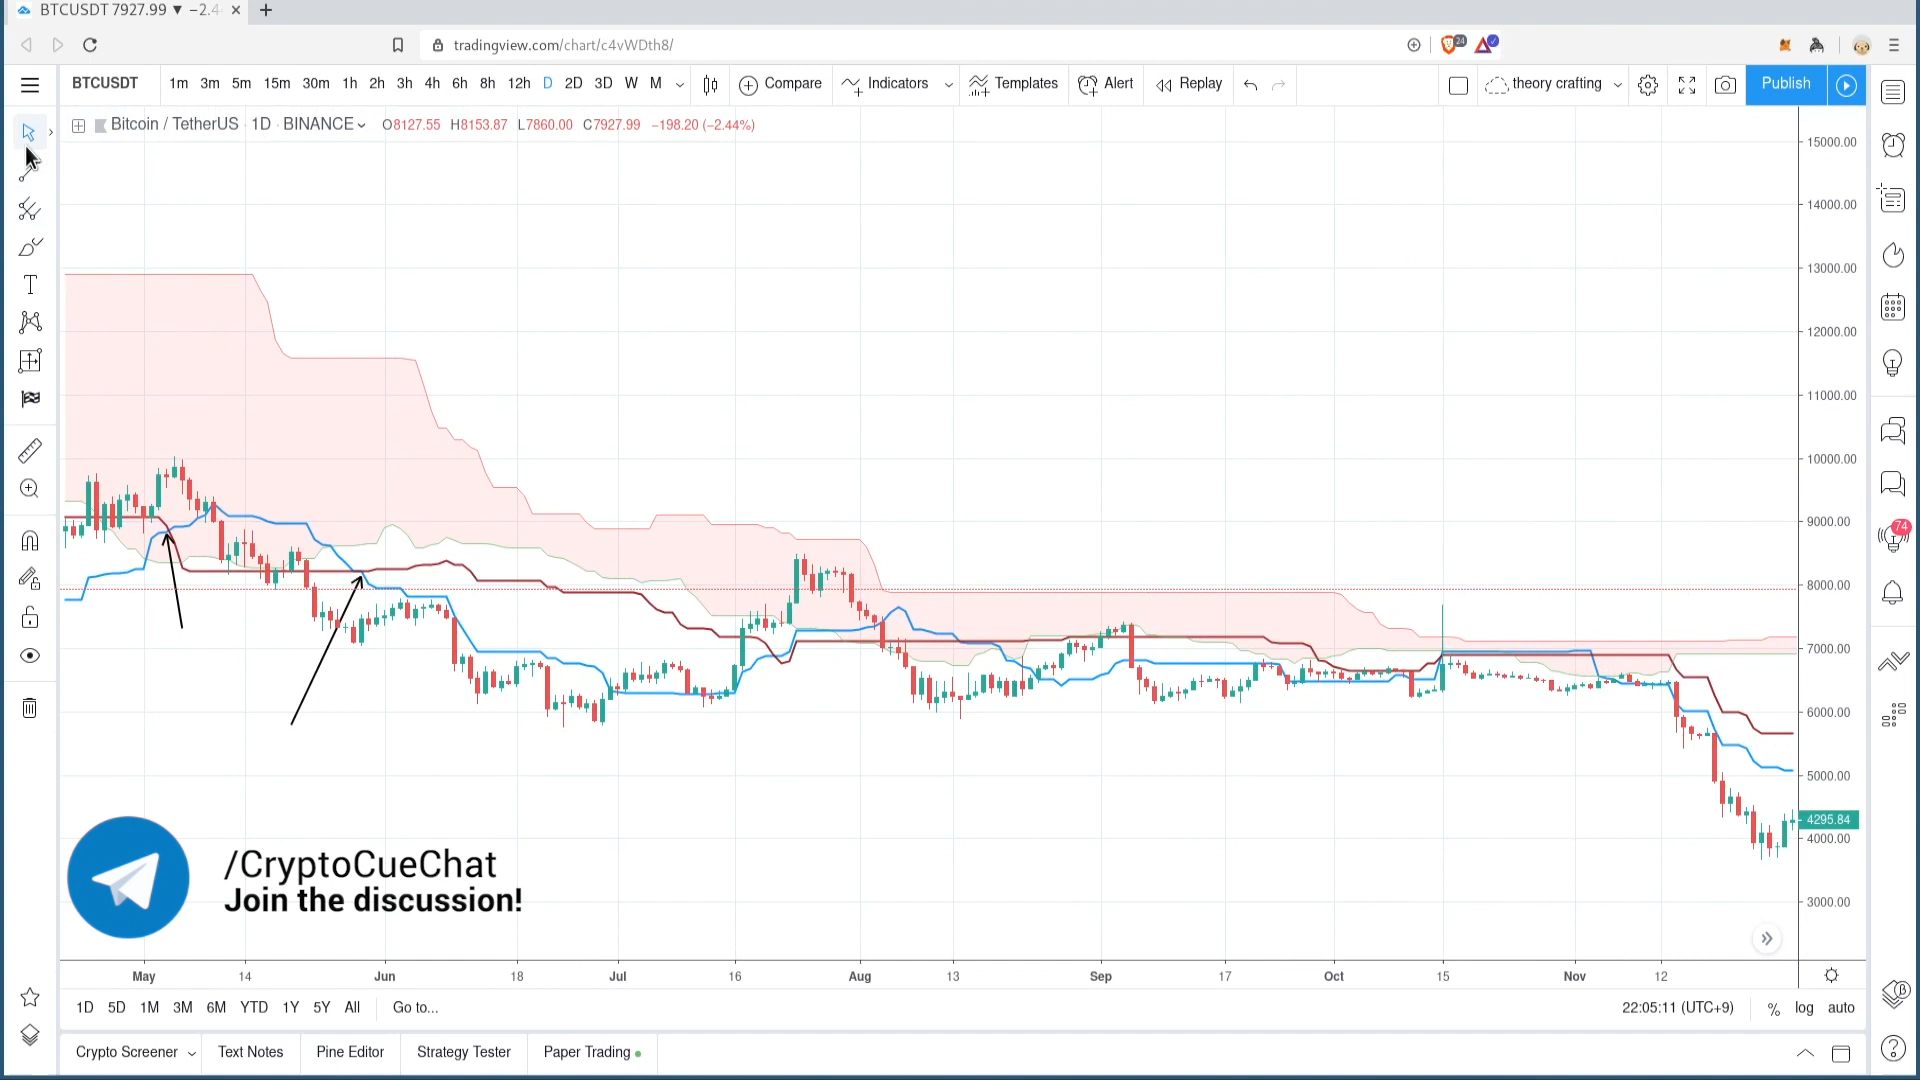 BTCUSDT 7927.99 ▼ −2.4
tradingview.com/chart/c4vWDth8/
24
BTCUSDT 1m 3m 5m 15m 30m 1h 2h 3h 4h 6h 8h 12h D 2D 3D W M Compare Indicators Templates Alert Replay theory crafting Publish
Bitcoin / TetherUS · 1D · BINANCE O8127.55 H8153.87 L7860.00 C7927.99 −198.20 (−2.44%)
15000.00
14000.00
13000.00
12000.00
11000.00
10000.00
9000.00
74
8000.00
7000.00
6000.00
5000.00
4295.84
4000.00
3000.00
/CryptoCueChat
Join the discussion!
May 14 Jun 18 Jul 16 Aug 13 Sep 17 Oct 15 Nov 12
1D 5D 1M 3M 6M YTD 1Y 5Y All Go to... 22:05:11 (UTC+9) % log auto
β
Crypto Screener Text Notes Pine Editor Strategy Tester Paper Trading